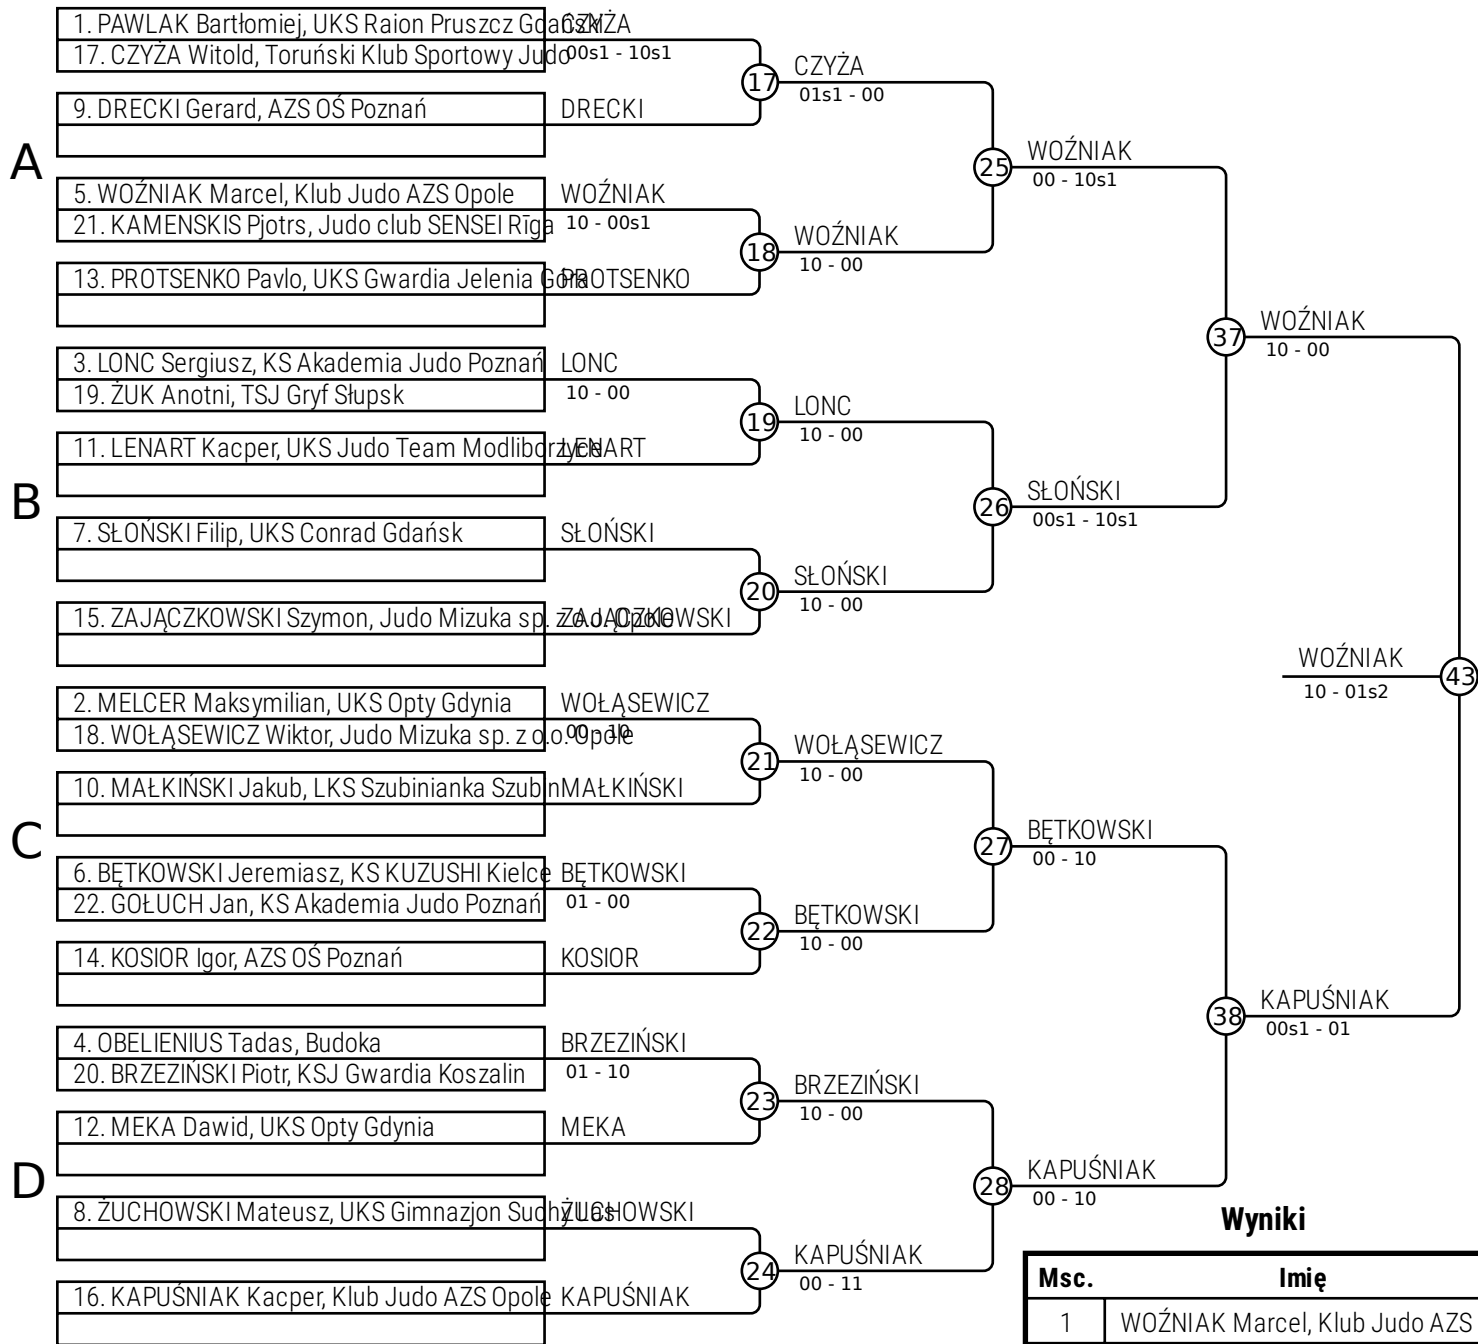 1. PAWLAK Bartłomiej, UKS Raion Pruszcz Gdańsk
CZYŻA
17. CZYŻA Witold, Toruński Klub Sportowy Judo
00s1 - 10s1
17
CZYŻA
01s1 - 00
9. DRECKI Gerard, AZS OŚ Poznań
DRECKI
A
25
WOŹNIAK
00 - 10s1
5. WOŹNIAK Marcel, Klub Judo AZS Opole
WOŹNIAK
21. KAMENSKIS Pjotrs, Judo club SENSEI Rīga
10 - 00s1
18
WOŹNIAK
10 - 00
13. PROTSENKO Pavlo, UKS Gwardia Jelenia Góra
PROTSENKO
37
WOŹNIAK
10 - 00
3. LONC Sergiusz, KS Akademia Judo Poznań
LONC
19. ŻUK Anotni, TSJ Gryf Słupsk
10 - 00
19
LONC
10 - 00
11. LENART Kacper, UKS Judo Team Modliborzyce
LENART
B
26
SŁOŃSKI
00s1 - 10s1
7. SŁOŃSKI Filip, UKS Conrad Gdańsk
SŁOŃSKI
20
SŁOŃSKI
10 - 00
15. ZAJĄCZKOWSKI Szymon, Judo Mizuka sp. z o.o. Opole
ZAJĄCZKOWSKI
WOŹNIAK
10 - 01s2
43
2. MELCER Maksymilian, UKS Opty Gdynia
WOŁĄSEWICZ
18. WOŁĄSEWICZ Wiktor, Judo Mizuka sp. z o.o. Opole
00 - 10
21
WOŁĄSEWICZ
10 - 00
10. MAŁKIŃSKI Jakub, LKS Szubinianka Szubin
MAŁKIŃSKI
C
27
BĘTKOWSKI
00 - 10
6. BĘTKOWSKI Jeremiasz, KS KUZUSHI Kielce
BĘTKOWSKI
22. GOŁUCH Jan, KS Akademia Judo Poznań
01 - 00
22
BĘTKOWSKI
10 - 00
14. KOSIOR Igor, AZS OŚ Poznań
KOSIOR
38
KAPUŚNIAK
00s1 - 01
4. OBELIENIUS Tadas, Budoka
BRZEZIŃSKI
20. BRZEZIŃSKI Piotr, KSJ Gwardia Koszalin
01 - 10
23
BRZEZIŃSKI
10 - 00
12. MEKA Dawid, UKS Opty Gdynia
MEKA
D
28
KAPUŚNIAK
00 - 10
8. ŻUCHOWSKI Mateusz, UKS Gimnazjon Suchy Las
ŻUCHOWSKI
24
KAPUŚNIAK
00 - 11
16. KAPUŚNIAK Kacper, Klub Judo AZS Opole
KAPUŚNIAK
Wyniki
Msc. Imię
1 WOŹNIAK Marcel, Klub Judo AZS